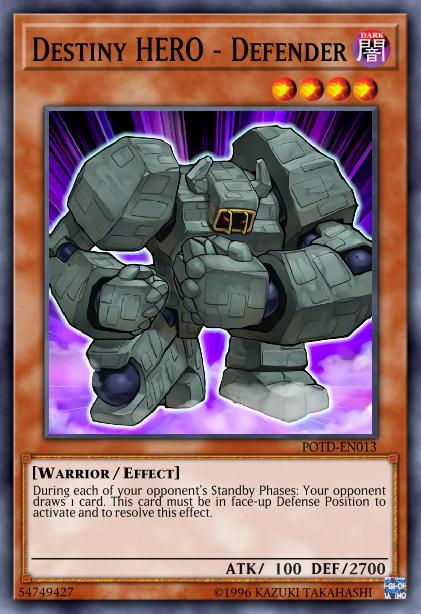 Destiny HERO - Defender
DARK
闇
POTD-EN013
[Warrior / Effect]
During each of your opponent's Standby Phases: Your opponent
draws 1 card. This card must be in face-up Defense Position to
activate and to resolve this effect.
ATK/ 100 DEF/2700
54749427
©1996 KAZUKI TAKAHASHI